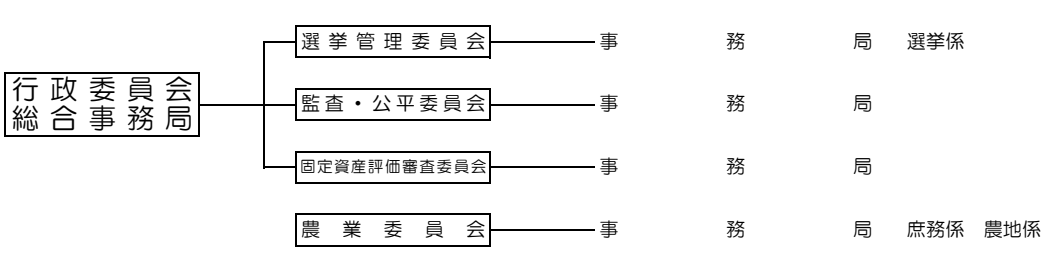 行政委員会
総合事務局
選挙管理委員会 事務局 選挙係
監査・公平委員会 事務局
固定資産評価審査委員会 事務局
農業委員会 事務局 庶務係 農地係